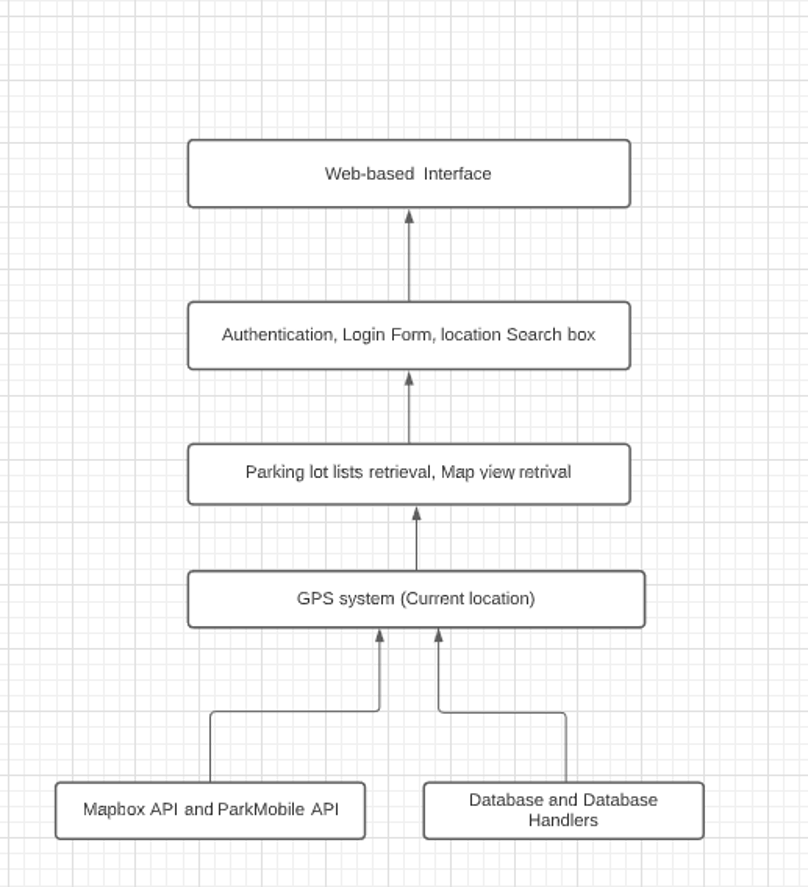 Web-based Interface
Authentication, Login Form, location Search box
Parking lot lists retrieval, Map view retrival
GPS system (Current location)
Mapbox API and ParkMobile API
Database and Database
Handlers